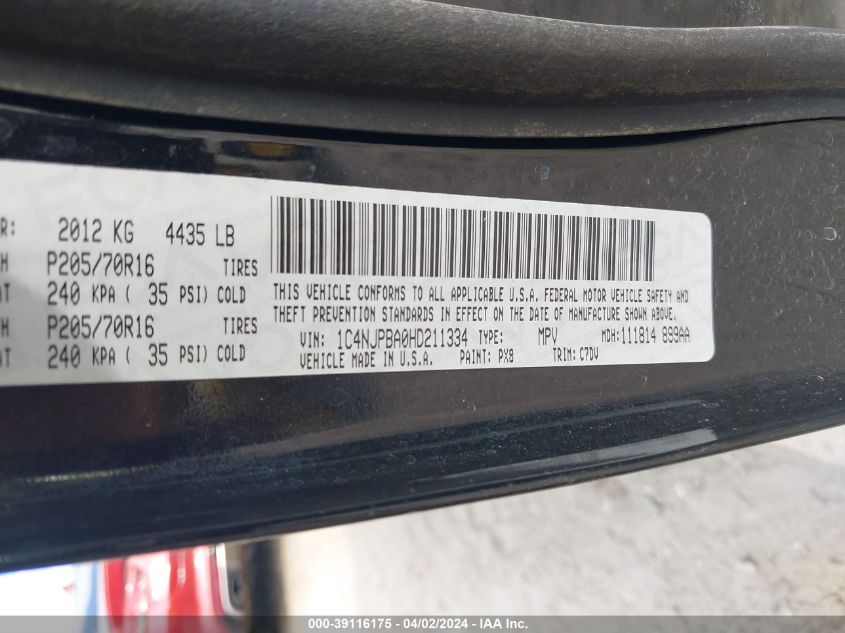 R: 2012 KG 4435 LB
H P205/70R16 TIRES
AT 240 KPA ( 35 PSI) COLD
H P205/70R16 TIRES
AT 240 KPA ( 35 PSI) COLD
THIS VEHICLE CONFORMS TO ALL APPLICABLE U.S.A. FEDERAL MOTOR VEHICLE SAFETY AND
THEFT PREVENTION STANDARDS IN EFFECT ON THE DATE OF MANUFACTURE SHOWN ABOVE.
VIN: 1C4NJPBA0HD211334 TYPE: MPV MDH: 111814 899AA
VEHICLE MADE IN U.S.A. PAINT: PX8 TRIM: C7DV
000-39116175 - 04/02/2024 - IAA Inc.